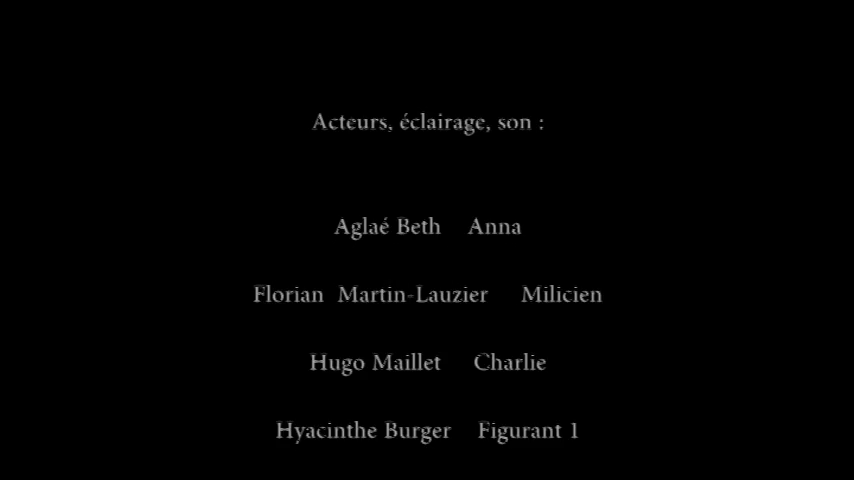 Acteurs, éclairage, son :
Aglaé Beth Anna
Florian Martin-Lauzier Milicien
Hugo Maillet Charlie
Hyacinthe Burger Figurant 1